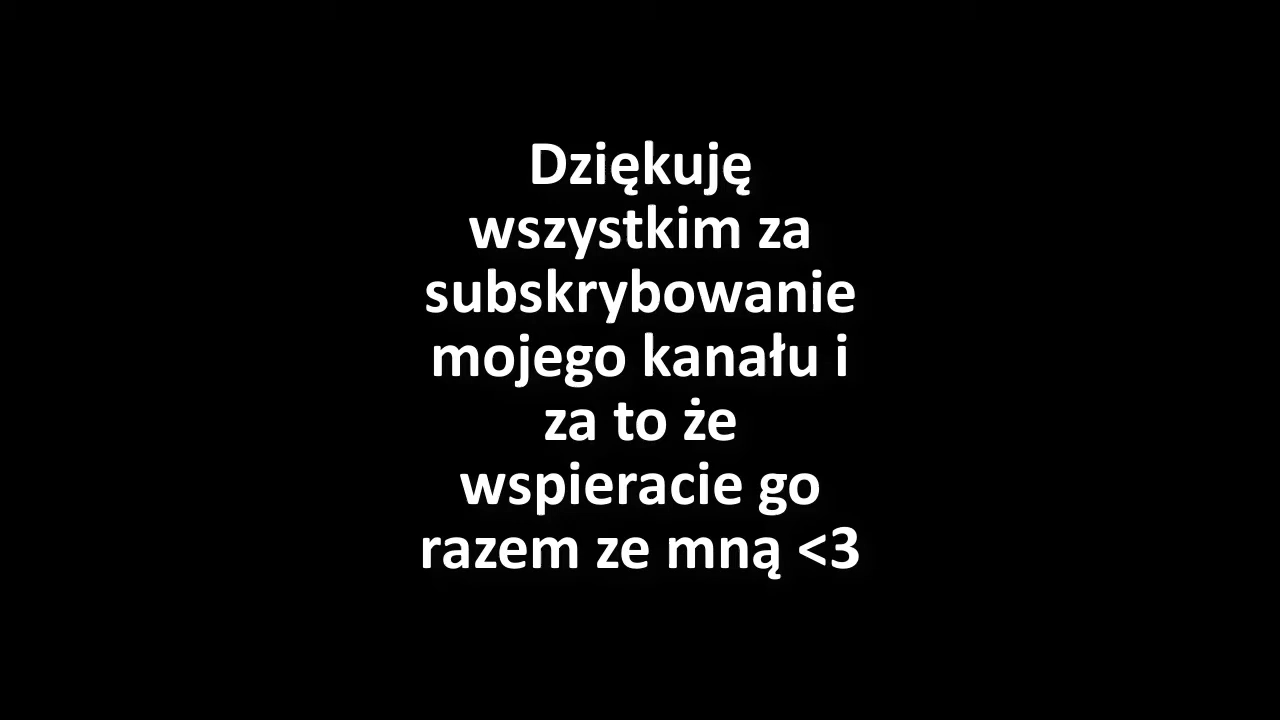 Dziękuję
wszystkim za
subskrybowanie
mojego kanału i
za to że
wspieracie go
razem ze mną <3